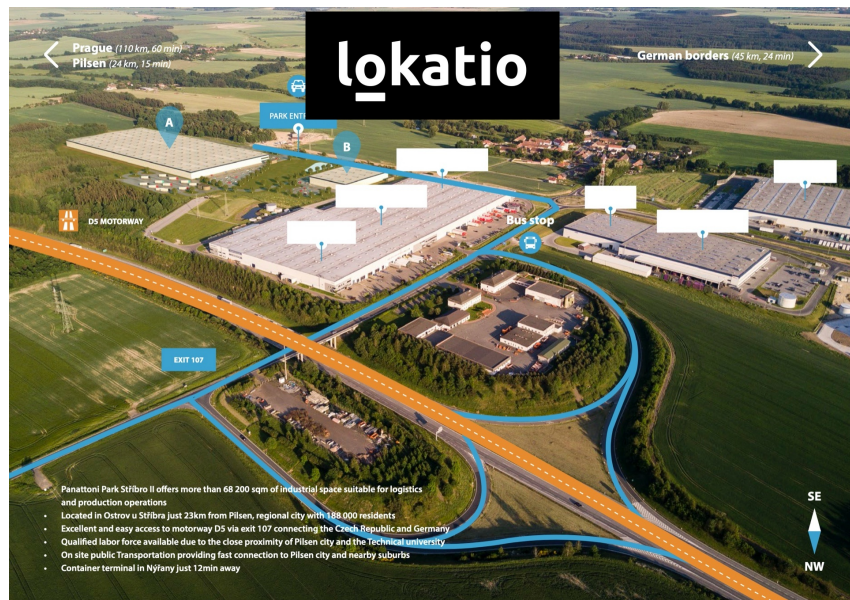 Prague (110 km, 60 min)
Pilsen (24 km, 15 min)
lokatio
German borders (45 km, 24 min)
PARK
A
B
D5 MOTORWAY
Bus stop
EXIT 107
Panattoni Park Stříbro II offers more than 68 200 sqm of industrial space suitable for logistics
and production operations
• Located in Ostrov u Stříbra just 23km from Pilsen, regional city with 188 000 residents
• Excellent and easy access to motorway D5 via exit 107 connecting the Czech Republic and Germany
• Qualified labor force available due to the close proximity of Pilsen city and the Technical university
• On site public Transportation providing fast connection to Pilsen city and nearby suburbs
• Container terminal in Nýřany just 12min away
SE
NW